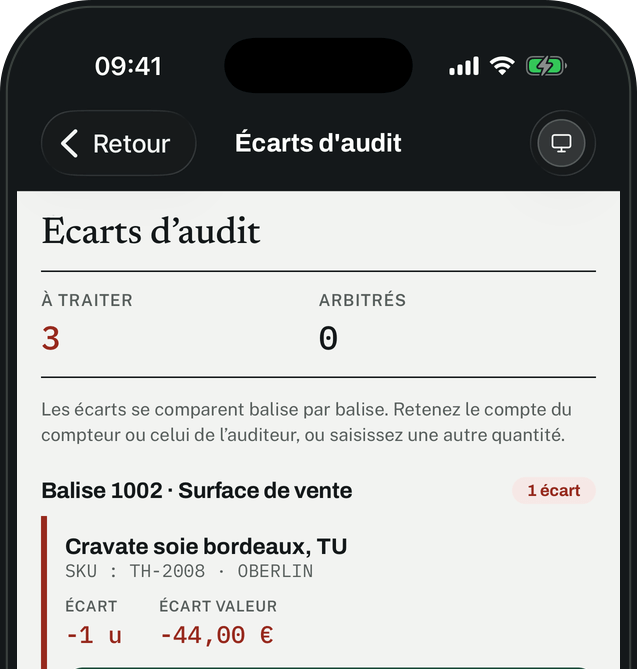 09:41
Retour
Écarts d'audit
Ecarts d’audit
À TRAITER
ARBITRÉS
3
0
Les écarts se comparent balise par balise. Retenez le compte du
compteur ou celui de l’auditeur, ou saisissez une autre quantité.
Balise 1002 · Surface de vente
1 écart
Cravate soie bordeaux, TU
SKU : TH-2008 · OBERLIN
ÉCART
ÉCART VALEUR
-1 u
-44,00 €